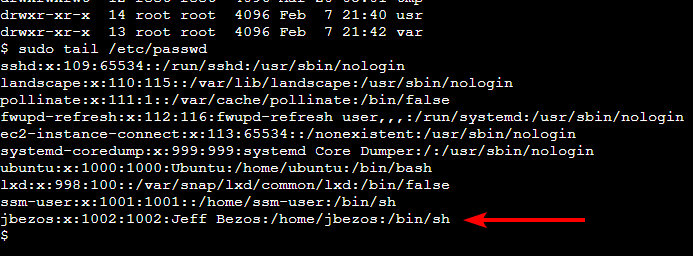 drwxr-xr-x 14 root root 4096 Feb 7 21:40 usr
drwxr-xr-x 13 root root 4096 Feb 7 21:42 var
$ sudo tail /etc/passwd
sshd:x:109:65534::/run/sshd:/usr/sbin/nologin
landscape:x:110:115::/var/lib/landscape:/usr/sbin/nologin
pollinate:x:111:1::/var/cache/pollinate:/bin/false
fwupd-refresh:x:112:116:fwupd-refresh user,,,:/run/systemd:/usr/sbin/nologin
ec2-instance-connect:x:113:65534::/nonexistent:/usr/sbin/nologin
systemd-coredump:x:999:999:systemd Core Dumper:/:/usr/sbin/nologin
ubuntu:x:1000:1000:Ubuntu:/home/ubuntu:/bin/bash
lxd:x:998:100::/var/snap/lxd/common/lxd:/bin/false
ssm-user:x:1001:1001::/home/ssm-user:/bin/sh
jbezos:x:1002:1002:Jeff Bezos:/home/jbezos:/bin/sh
$